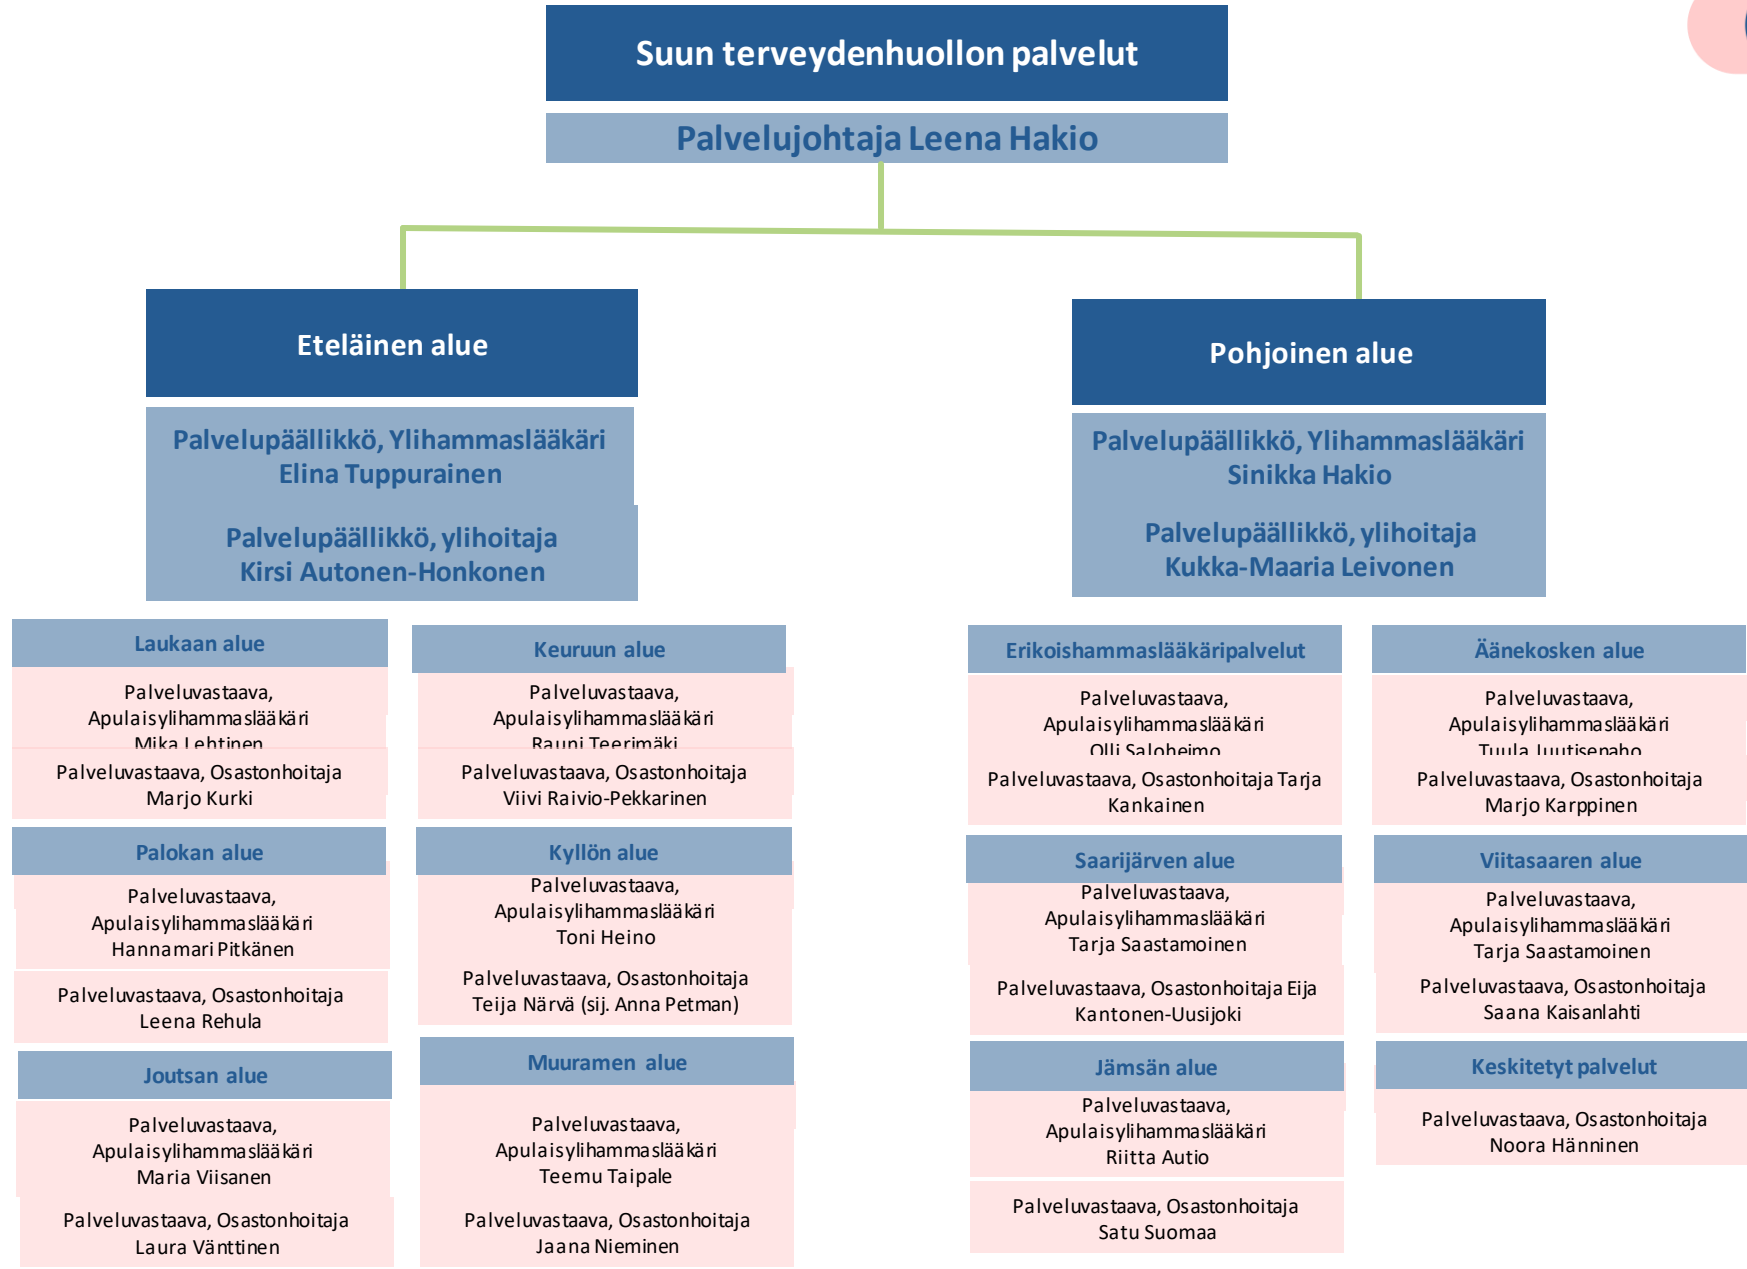 Suun terveydenhuollon palvelut
Palvelujohtaja Leena Hakio
Eteläinen alue
Palvelupäällikkö, Ylihammaslääkäri
Elina Tuppurainen
Palvelupäällikkö, ylihoitaja
Kirsi Autonen-Honkonen
Laukaan alue
Palveluvastaava,
Apulaisylihammaslääkäri
Mika Lehtinen
Palveluvastaava, Osastonhoitaja
Marjo Kurki
Keuruun alue
Palveluvastaava,
Apulaisylihammaslääkäri
Rauni Teerimäki
Palveluvastaava, Osastonhoitaja
Viivi Raivio-Pekkarinen
Palokan alue
Palveluvastaava,
Apulaisylihammaslääkäri
Hannamari Pitkänen
Palveluvastaava, Osastonhoitaja
Leena Rehula
Kyllön alue
Palveluvastaava,
Apulaisylihammaslääkäri
Toni Heino
Palveluvastaava, Osastonhoitaja
Teija Närvä (sij. Anna Petman)
Joutsan alue
Palveluvastaava,
Apulaisylihammaslääkäri
Maria Viisanen
Palveluvastaava, Osastonhoitaja
Laura Vänttinen
Muuramen alue
Palveluvastaava,
Apulaisylihammaslääkäri
Teemu Taipale
Palveluvastaava, Osastonhoitaja
Jaana Nieminen
Pohjoinen alue
Palvelupäällikkö, Ylihammaslääkäri
Sinikka Hakio
Palvelupäällikkö, ylihoitaja
Kukka-Maaria Leivonen
Erikoishammaslääkäripalvelut
Palveluvastaava,
Apulaisylihammaslääkäri
Olli Saloheimo
Palveluvastaava, Osastonhoitaja Tarja
Kankainen
Äänekosken alue
Palveluvastaava,
Apulaisylihammaslääkäri
Tuula Juutisenaho
Palveluvastaava, Osastonhoitaja
Marjo Karppinen
Saarijärven alue
Palveluvastaava,
Apulaisylihammaslääkäri
Tarja Saastamoinen
Palveluvastaava, Osastonhoitaja Eija
Kantonen-Uusijoki
Viitasaaren alue
Palveluvastaava,
Apulaisylihammaslääkäri
Tarja Saastamoinen
Palveluvastaava, Osastonhoitaja
Saana Kaisanlahti
Jämsän alue
Palveluvastaava,
Apulaisylihammaslääkäri
Riitta Autio
Palveluvastaava, Osastonhoitaja
Satu Suomaa
Keskitetyt palvelut
Palveluvastaava, Osastonhoitaja
Noora Hänninen